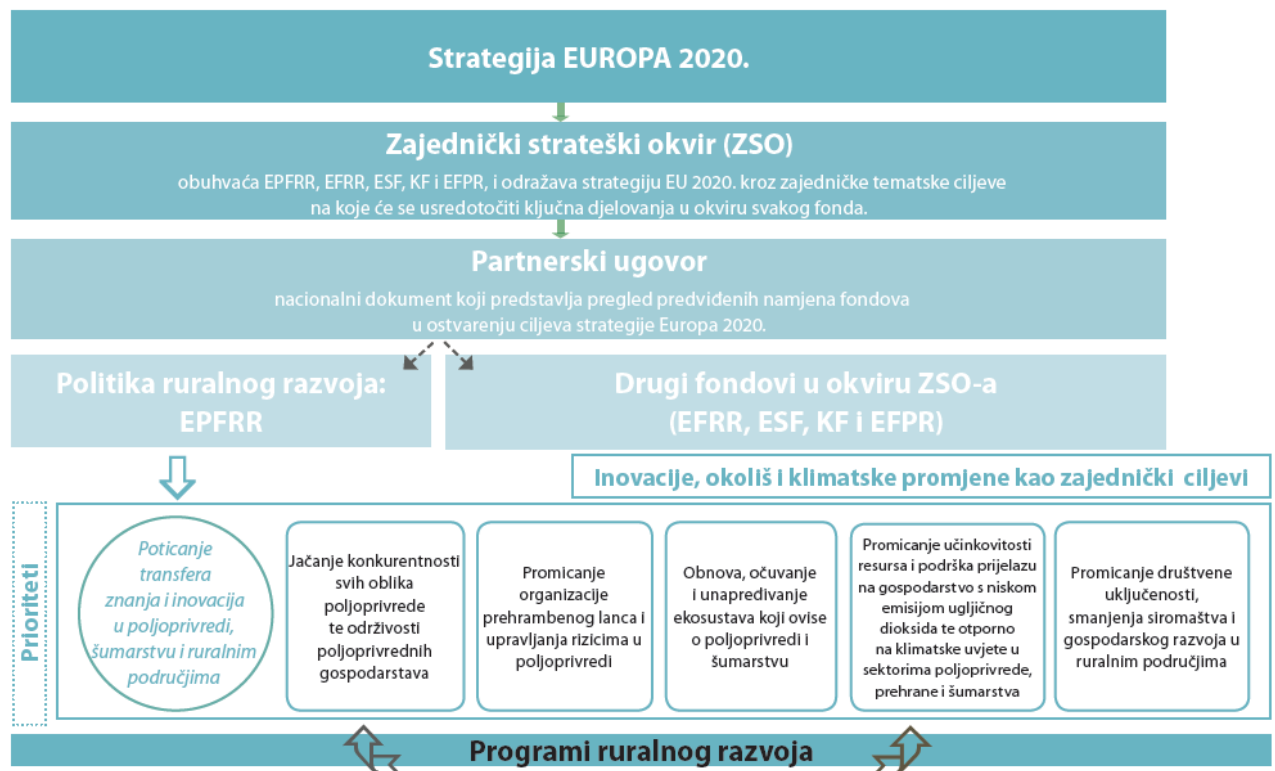 Strategija EUROPA 2020.
Zajednički strateški okvir (ZSO)
obuhvaća EPFRR, EFRR, ESF, KF i EFPR, i odražava strategiju EU 2020. kroz zajedničke tematske ciljeve
na koje će se usredotočiti ključna djelovanja u okviru svakog fonda.
Partnerski ugovor
nacionalni dokument koji predstavlja pregled predviđenih namjena fondova
u ostvarenju ciljeva strategije Europa 2020.
Politika ruralnog razvoja:
EPFRR
Drugi fondovi u okviru ZSO-a
(EFRR, ESF, KF i EFPR)
Inovacije, okoliš i klimatske promjene kao zajednički ciljevi
Prioriteti
Poticanje
transfera
znanja i inovacija
u poljoprivredi,
šumarstvu i ruralnim
područjima
Jačanje konkurentnosti
svih oblika
poljoprivrede
te održivosti
poljoprivrednih
gospodarstava
Promicanje
organizacije
prehrambenog lanca i
upravljanja rizicima u
poljoprivredi
Obnova, očuvanje
i unapređivanje
ekosustava koji ovise
o poljoprivredi i
šumarstvu
Promicanje učinkovitosti
resursa i podrška prijelazu
na gospodarstvo s niskom
emisijom ugljičnog
dioksida te otporno
na klimatske uvjete u
sektorima poljoprivrede,
prehrane i šumarstva
Promicanje društvene
uključenosti,
smanjenja siromaštva i
gospodarskog razvoja u
ruralnim područjima
Programi ruralnog razvoja